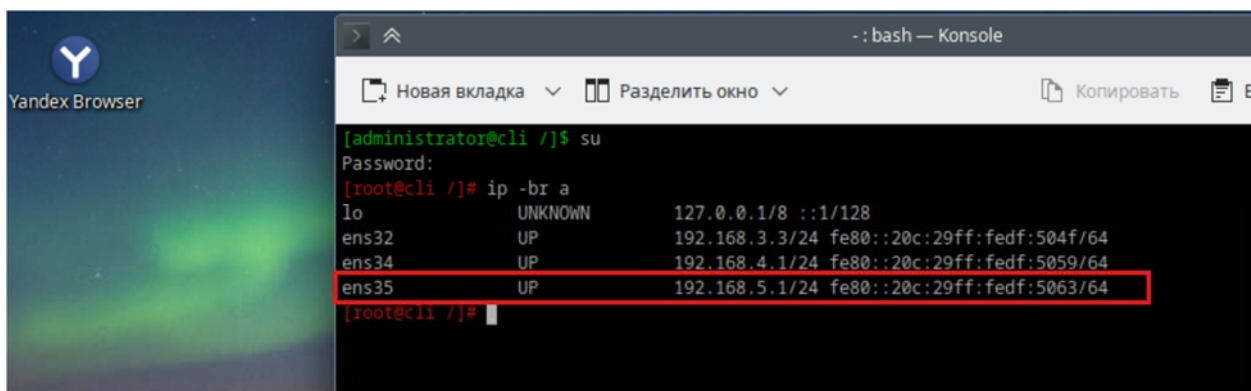 - : bash — Konsole
Yandex Browser
Новая вкладка
Разделить окно
Копировать
[administrator@cli /]$ su
Password:
[root@cli /]# ip -br a
lo UNKNOWN 127.0.0.1/8 ::1/128
ens32 UP 192.168.3.3/24 fe80::20c:29ff:fedf:504f/64
ens34 UP 192.168.4.1/24 fe80::20c:29ff:fedf:5059/64
ens35 UP 192.168.5.1/24 fe80::20c:29ff:fedf:5063/64
[root@cli /]#